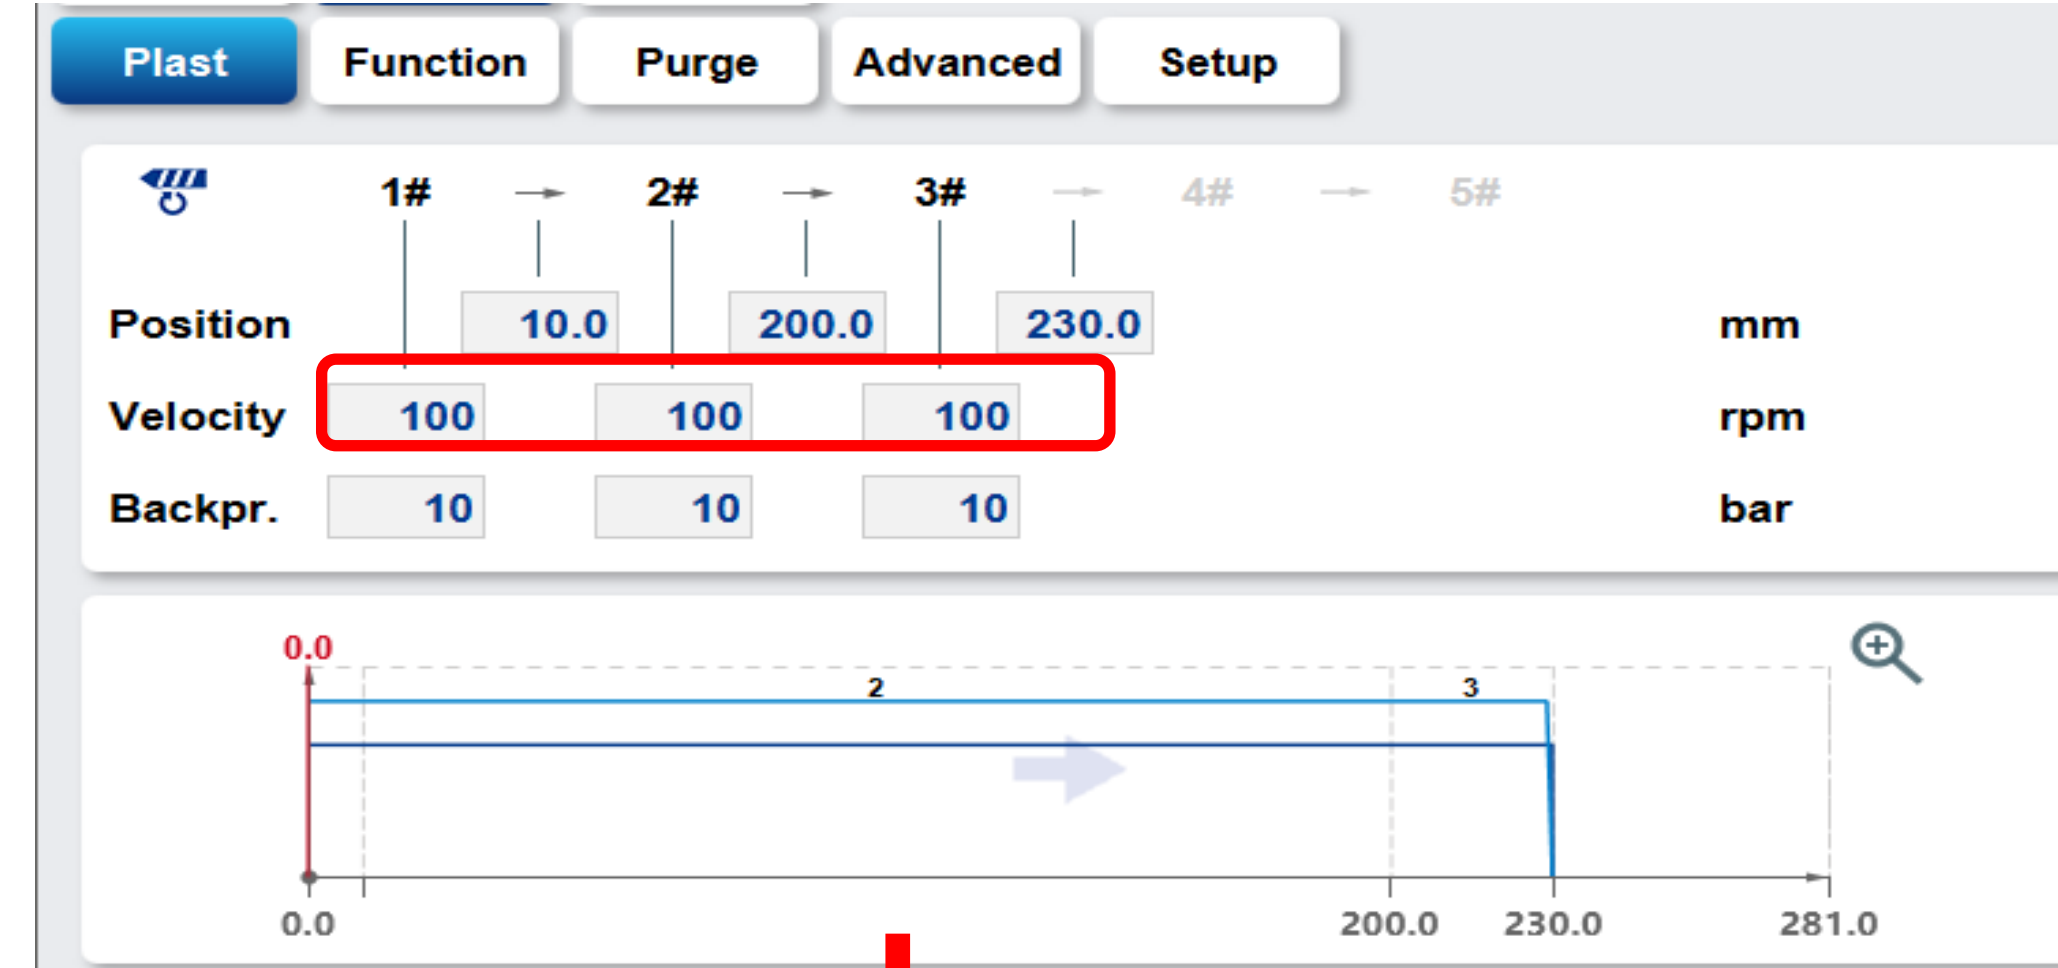 Plast Function Purge Advanced Setup
1# 2# 3# 4# 5#
Position 10.0 200.0 230.0 mm
Velocity 100 100 100 rpm
Backpr. 10 10 10 bar
0.0
2 3
0.0 200.0 230.0 281.0